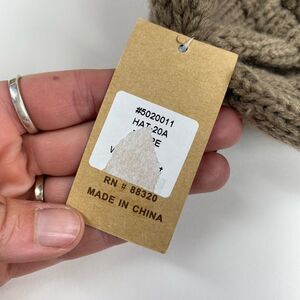 #5020011
HAT-20A
RN # 88320
MADE IN CHINA